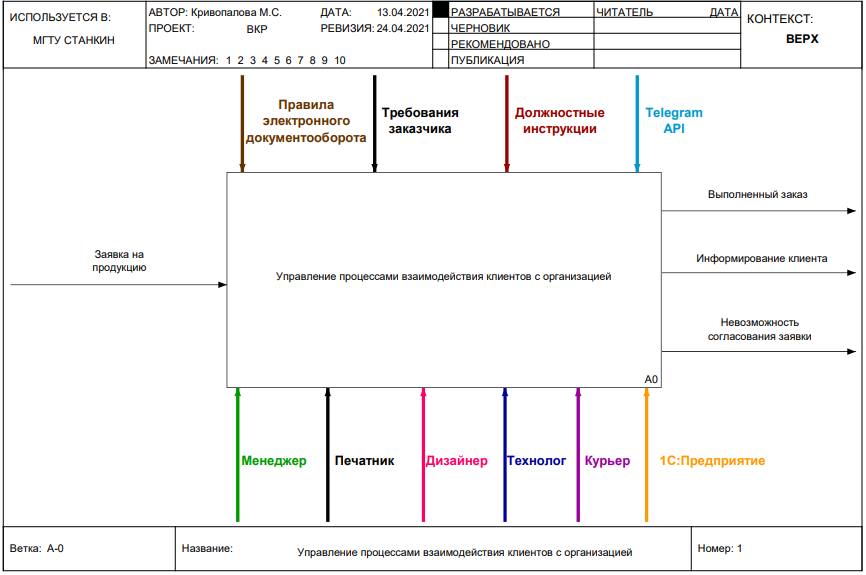 ИСПОЛЬЗУЕТСЯ В:
МГТУ СТАНКИН
АВТОР: Кривопалова М.С.
ДАТА: 13.04.2021
ПРОЕКТ: ВКР
РЕВИЗИЯ: 24.04.2021
ЗАМЕЧАНИЯ: 1 2 3 4 5 6 7 8 9 10
РАЗРАБАТЫВАЕТСЯ
ЧЕРНОВИК
РЕКОМЕНДОВАНО
ПУБЛИКАЦИЯ
ЧИТАТЕЛЬ
ДАТА
КОНТЕКСТ:
ВЕРХ
Правила
электронного
документооборота
Требования
заказчика
Должностные
инструкции
Telegram
API
Заявка на
продукцию
Управление процессами взаимодействия клиентов с организацией
A0
Выполненный заказ
Информирование клиента
Невозможность
согласования заявки
Менеджер
Печатник
Дизайнер
Технолог
Курьер
1С:Предприятие
Ветка: A-0
Название:
Управление процессами взаимодействия клиентов с организацией
Номер: 1